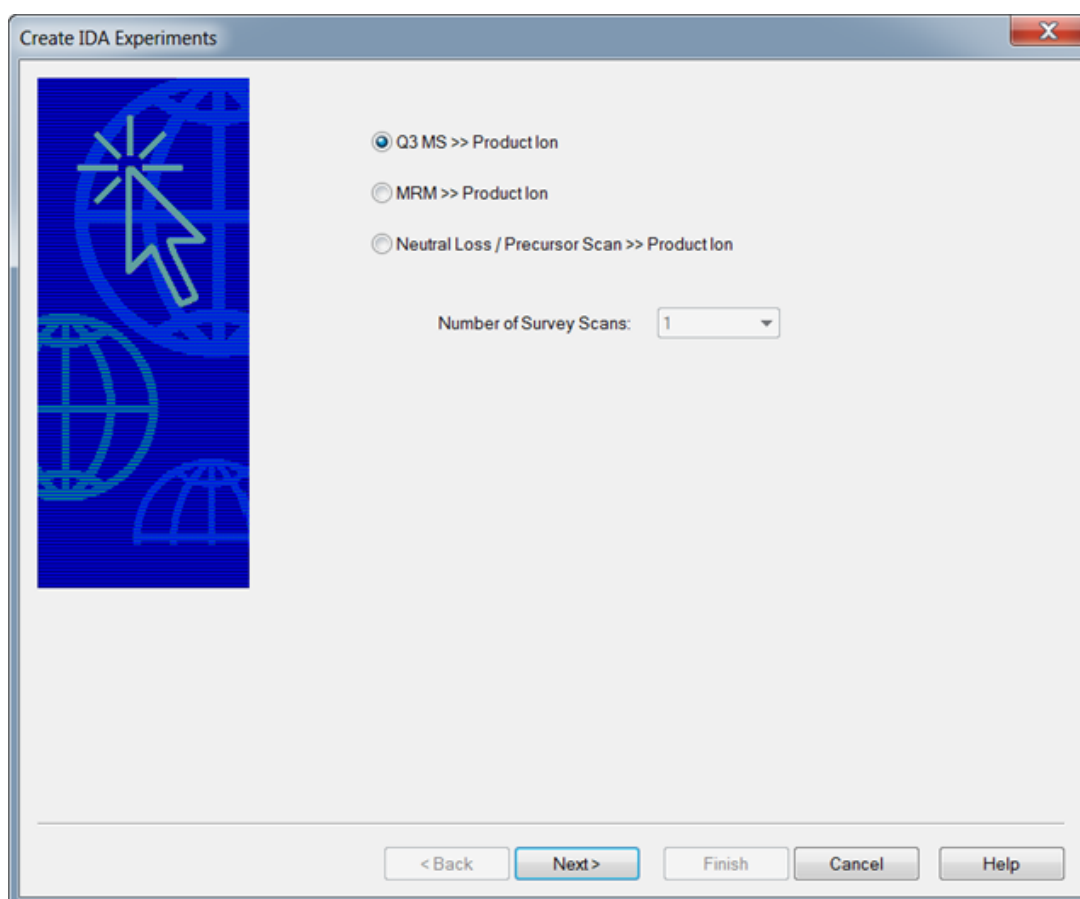 Create IDA Experiments
Q3 MS >> Product Ion
MRM >> Product Ion
Neutral Loss / Precursor Scan >> Product Ion
Number of Survey Scans: 1
< Back Next > Finish Cancel Help